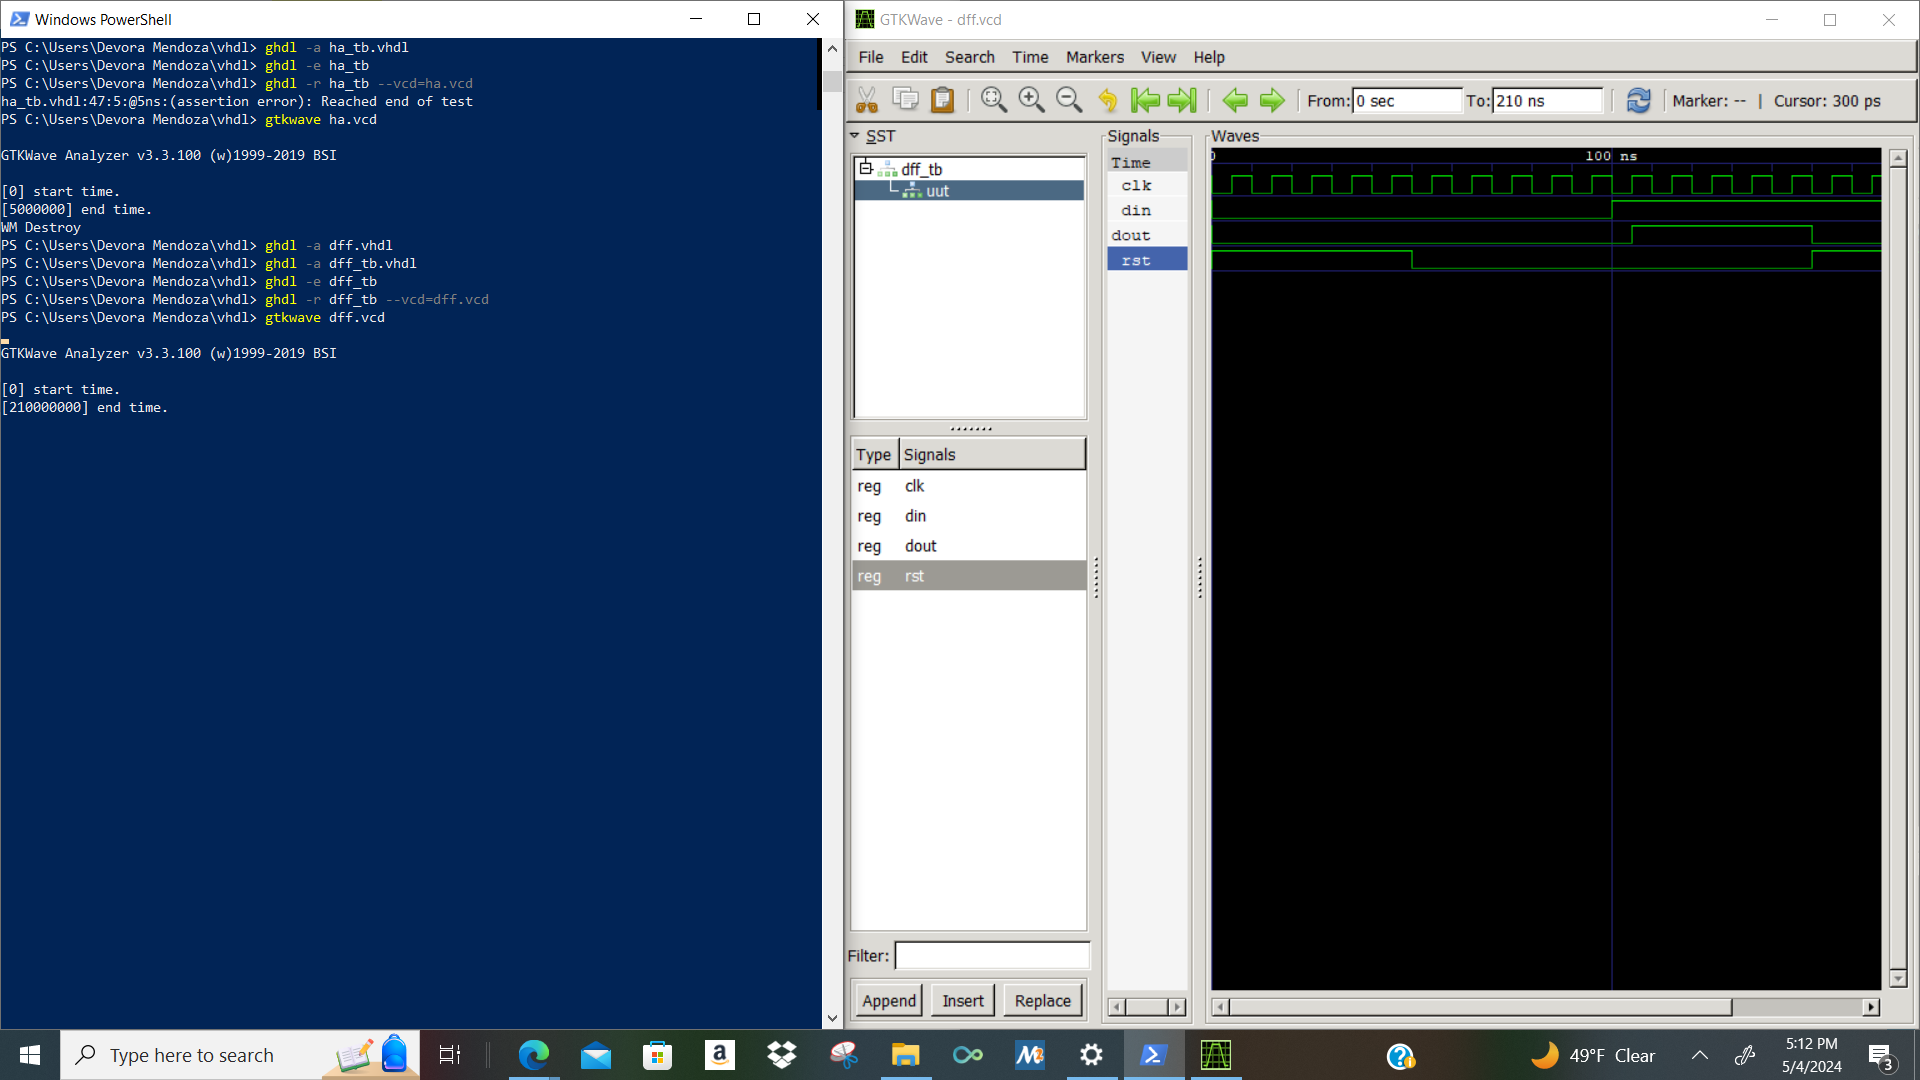 Windows PowerShell
PS C:\Users\Devora Mendoza\vhdl> ghdl -a ha_tb.vhdl
PS C:\Users\Devora Mendoza\vhdl> ghdl -e ha_tb
PS C:\Users\Devora Mendoza\vhdl> ghdl -r ha_tb --vcd=ha.vcd
ha_tb.vhdl:47:5:@5ns:(assertion error): Reached end of test
PS C:\Users\Devora Mendoza\vhdl> gtkwave ha.vcd
GTKWave Analyzer v3.3.100 (w)1999-2019 BSI
[0] start time.
[5000000] end time.
WM Destroy
PS C:\Users\Devora Mendoza\vhdl> ghdl -a dff.vhdl
PS C:\Users\Devora Mendoza\vhdl> ghdl -a dff_tb.vhdl
PS C:\Users\Devora Mendoza\vhdl> ghdl -e dff_tb
PS C:\Users\Devora Mendoza\vhdl> ghdl -r dff_tb --vcd=dff.vcd
PS C:\Users\Devora Mendoza\vhdl> gtkwave dff.vcd
GTKWave Analyzer v3.3.100 (w)1999-2019 BSI
[0] start time.
[210000000] end time.
GTKWave - dff.vcd
File Edit Search Time Markers View Help
From: 0 sec To: 210 ns Marker: -- | Cursor: 300 ps
SST
dff_tb
uut
Type Signals
reg clk
reg din
reg dout
reg rst
Filter:
Append Insert Replace
Signals
Time
clk
din
dout
rst
Waves
0 100 ns
Type here to search
49°F Clear
5:12 PM
5/4/2024
3